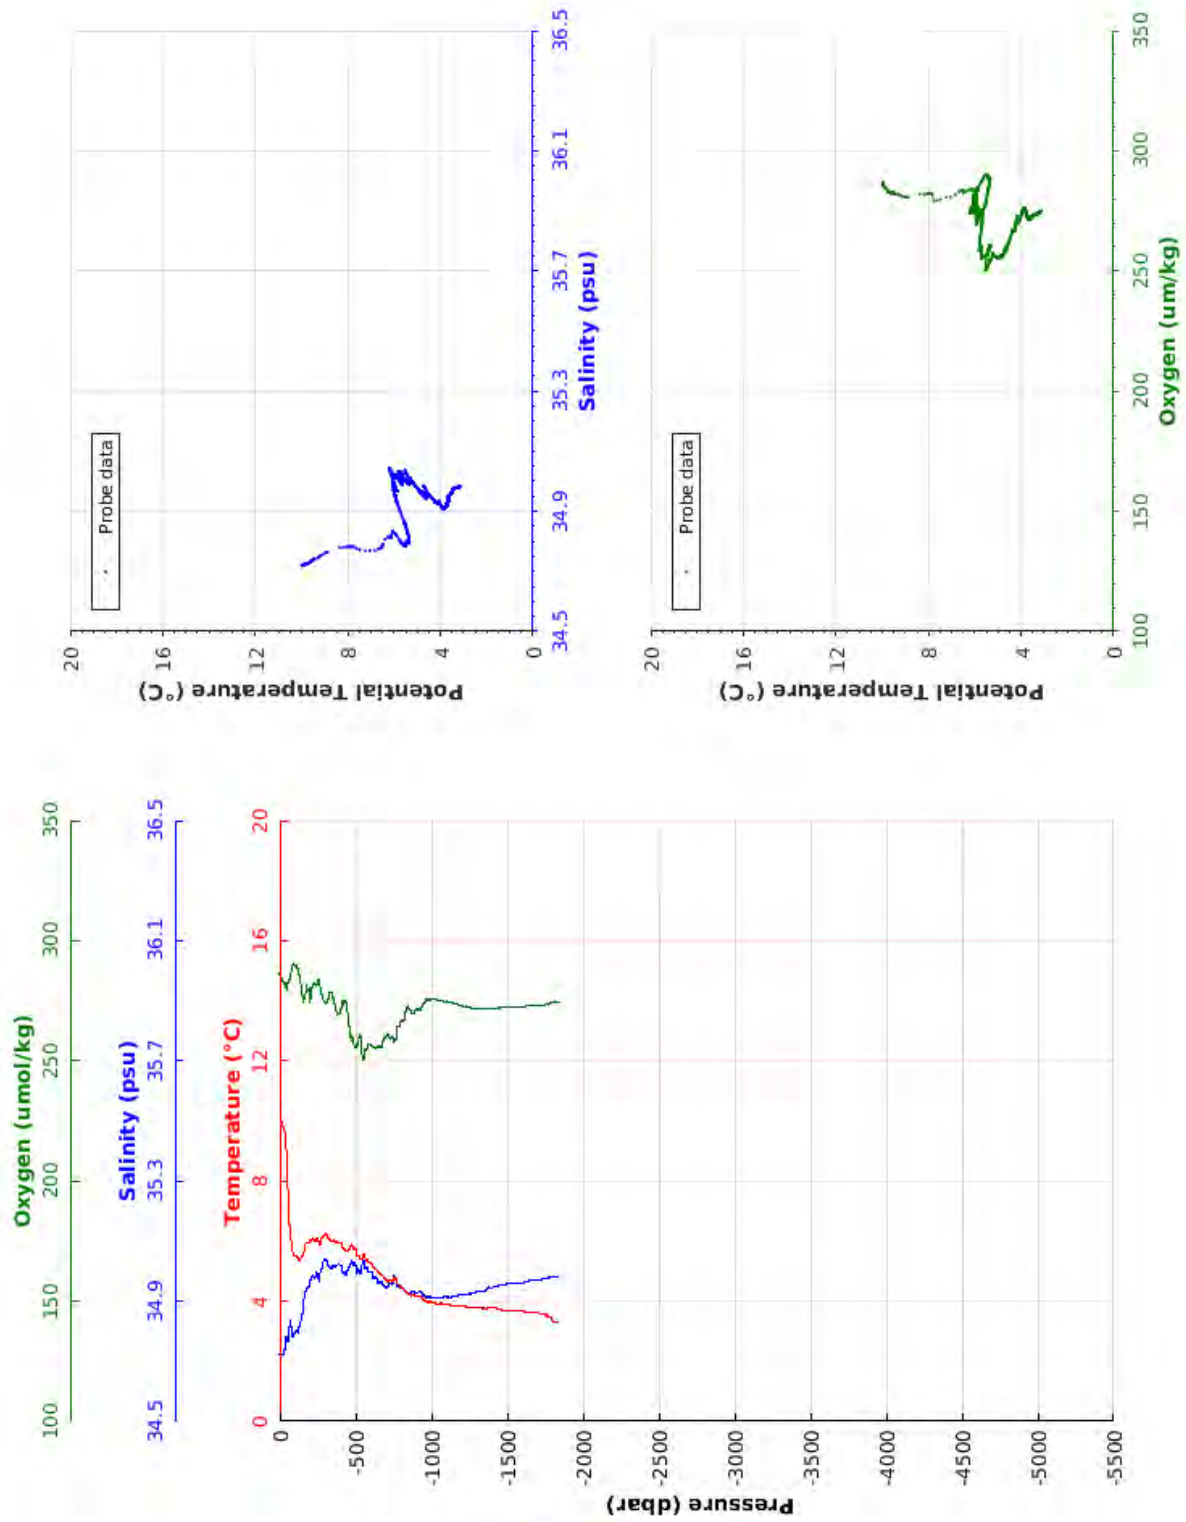 Oxygen (umol/kg)
100 150 200 250 300 350
Salinity (psu)
34.5 34.9 35.3 35.7 36.1 36.5
Temperature (°C)
0 4 8 12 16 20
Pressure (dbar)
0
-500
-1000
-1500
-2000
-2500
-3000
-3500
-4000
-4500
-5000
-5500
Potential Temperature (°C)
20
16
12
8
4
0
Probe data
34.5 34.9 35.3 35.7 36.1 36.5
Salinity (psu)
Potential Temperature (°C)
20
16
12
8
4
0
Probe data
100 150 200 250 300 350
Oxygen (um/kg)